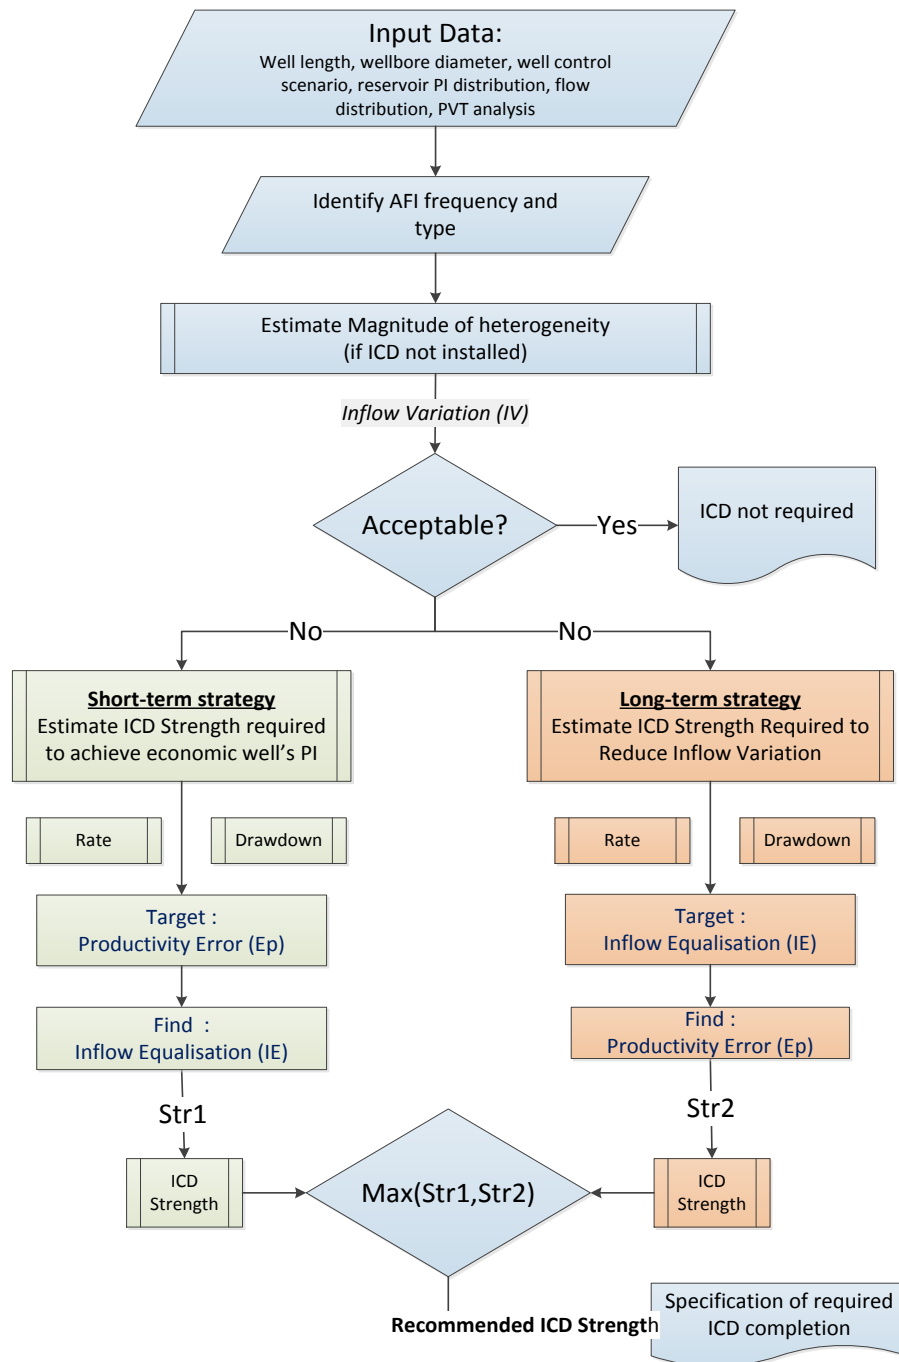 Input Data:
Well length, wellbore diameter, well control
scenario, reservoir PI distribution, flow
distribution, PVT analysis
Identify AFI frequency and
type
Estimate Magnitude of heterogeneity
(if ICD not installed)
Inflow Variation (IV)
Acceptable?
Yes
ICD not required
No
No
Short-term strategy
Estimate ICD Strength required
to achieve economic well's PI
Long-term strategy
Estimate ICD Strength Required to
Reduce Inflow Variation
Rate
Drawdown
Rate
Drawdown
Target :
Productivity Error (Ep)
Target :
Inflow Equalisation (IE)
Find :
Inflow Equalisation (IE)
Find :
Productivity Error (Ep)
Str1
Str2
ICD
Strength
Max(Str1,Str2)
ICD
Strength
Recommended ICD Strength
Specification of required
ICD completion